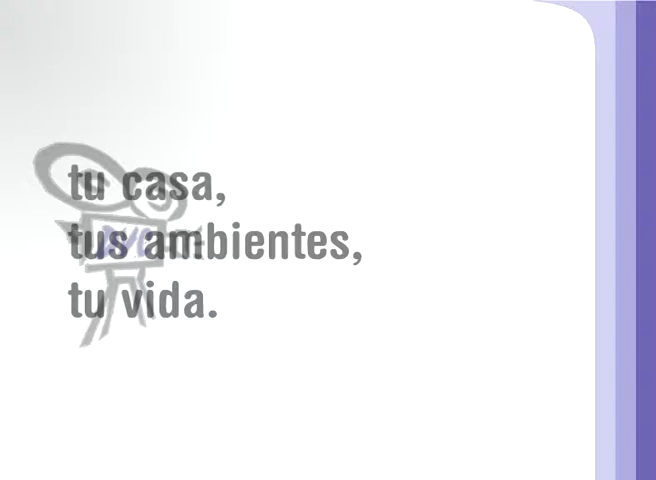 tu casa,
tus ambientes,
tu vida.